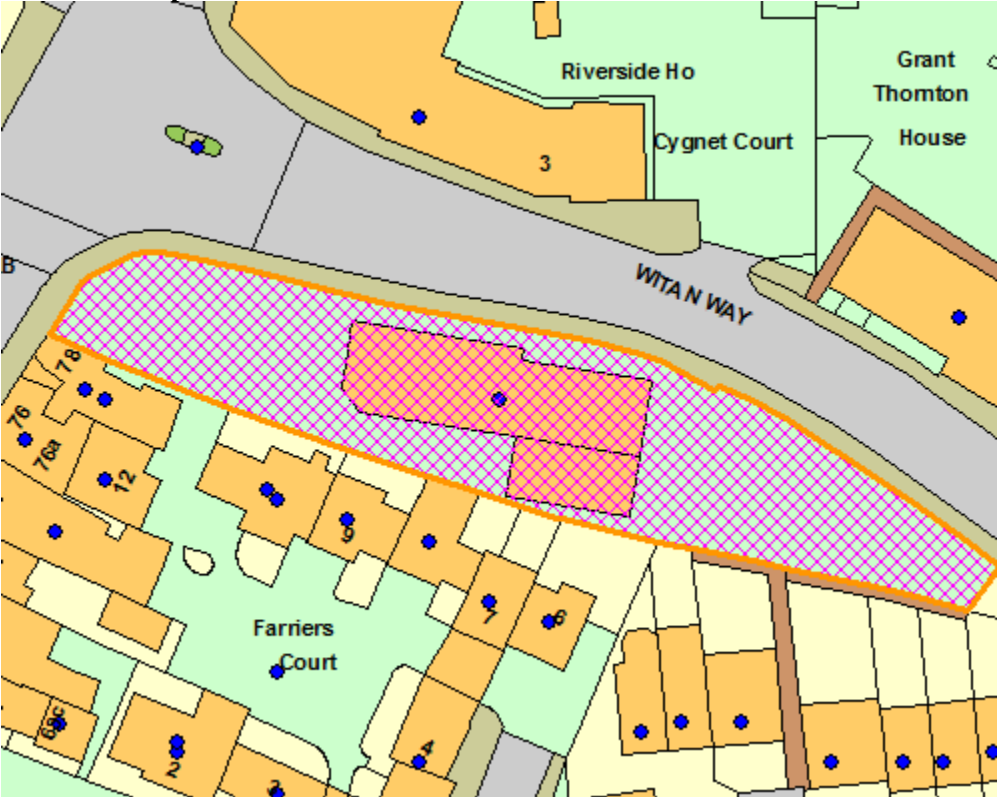 Riverside Ho
Grant
Thornton
House
Cygnet Court
3
B
WITAN WAY
78
76
76a
12
9
7
6
Farriers
Court
68c
4
2
3